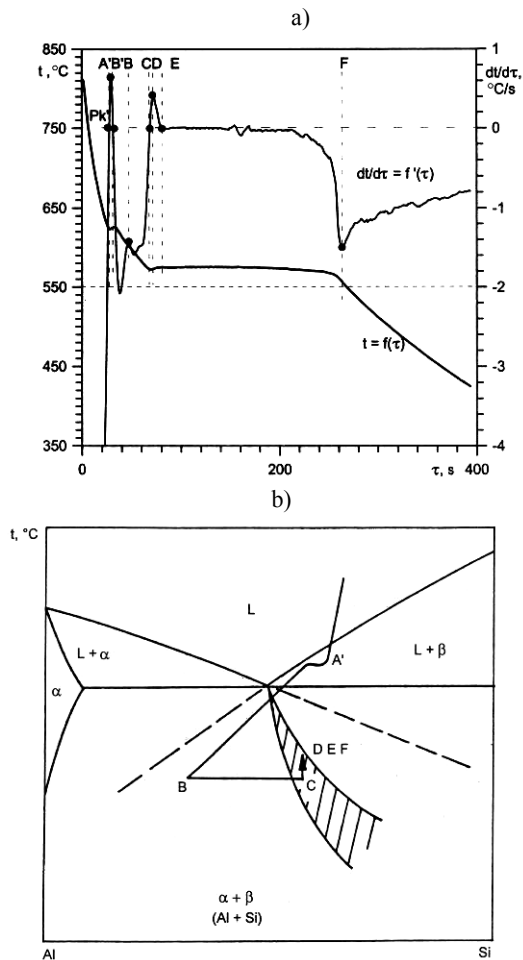 a)
850 1
t ,°C A'B'B CD E F dt/dτ,
°C/s
Pk'
750 0
dt/dτ = f '(τ)
650 -1
550 -2
t = f(τ)
450 -3
350 -4
0 200 τ, s 400
b)
t, °C
L
A'
L + α L + β
α
D E F
B C
α + β
(Al + Si)
Al Si